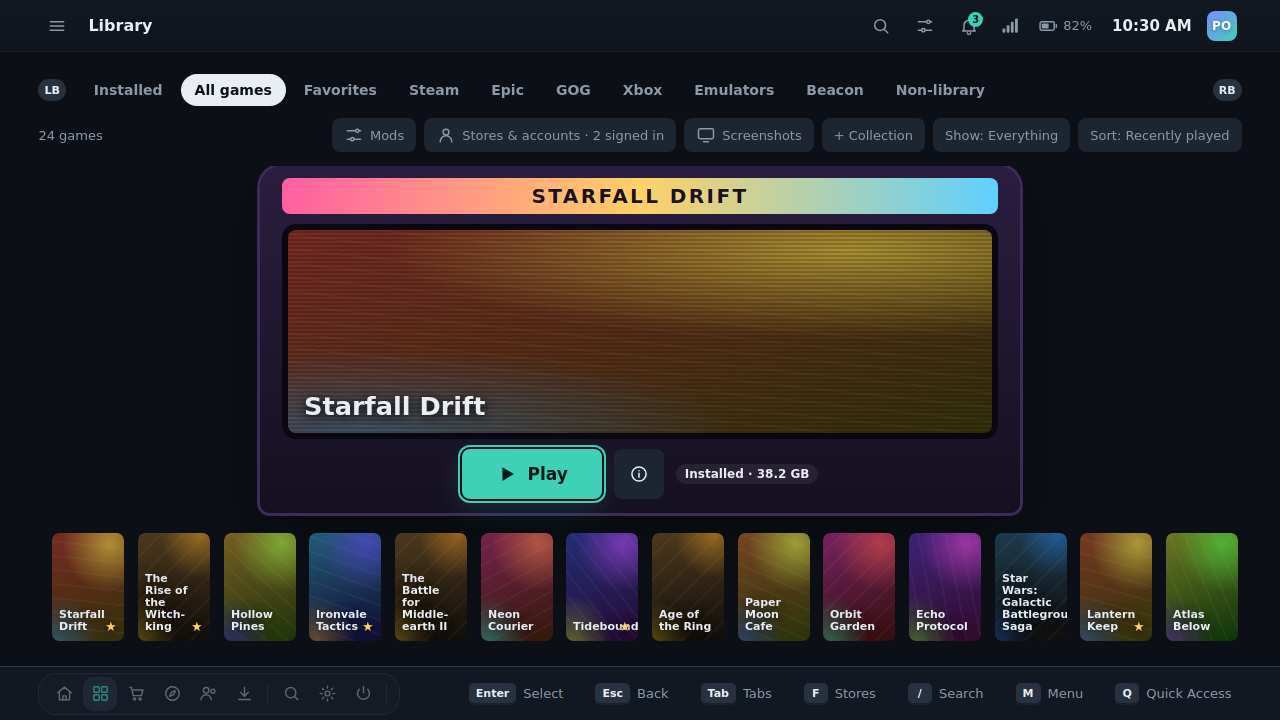 Library
3
82%
10:30 AM
PO
LB
Installed
All games
Favorites
Steam
Epic
GOG
Xbox
Emulators
Beacon
Non-library
RB
24 games
Mods
Stores & accounts · 2 signed in
Screenshots
+ Collection
Show: Everything
Sort: Recently played
STARFALL DRIFT
Starfall Drift
Play
Installed · 38.2 GB
Starfall
Drift
The
Rise of
the
Witch-
king
Hollow
Pines
Ironvale
Tactics
The
Battle
for
Middle-
earth II
Neon
Courier
Tidebound
Age of
the Ring
Paper
Moon
Cafe
Orbit
Garden
Echo
Protocol
Star
Wars:
Galactic
Battlegrou
Saga
Lantern
Keep
Atlas
Below
Enter Select
Esc Back
Tab Tabs
F Stores
/ Search
M Menu
Q Quick Access